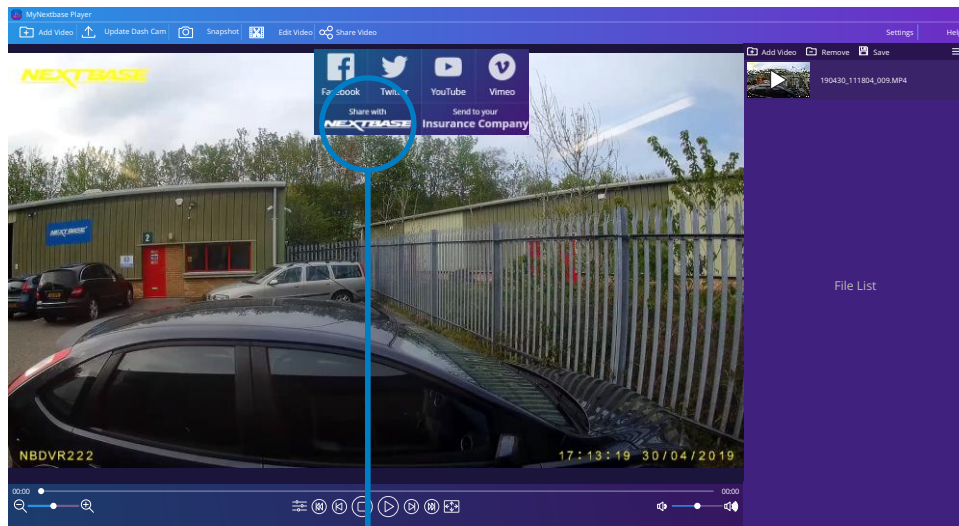 MyNextbase Player
Add Video Update Dash Cam Snapshot Edit Video Share Video Settings Help
NEXTBASE
Facebook Twitter YouTube Vimeo
Share with Send to your
NEXTBASE Insurance Company
Add Video Remove Save
190430_111804_009.MP4
NEXTBASE
2
File List
NBDVR222 17:13:19 30/04/2019
00:00 00:00